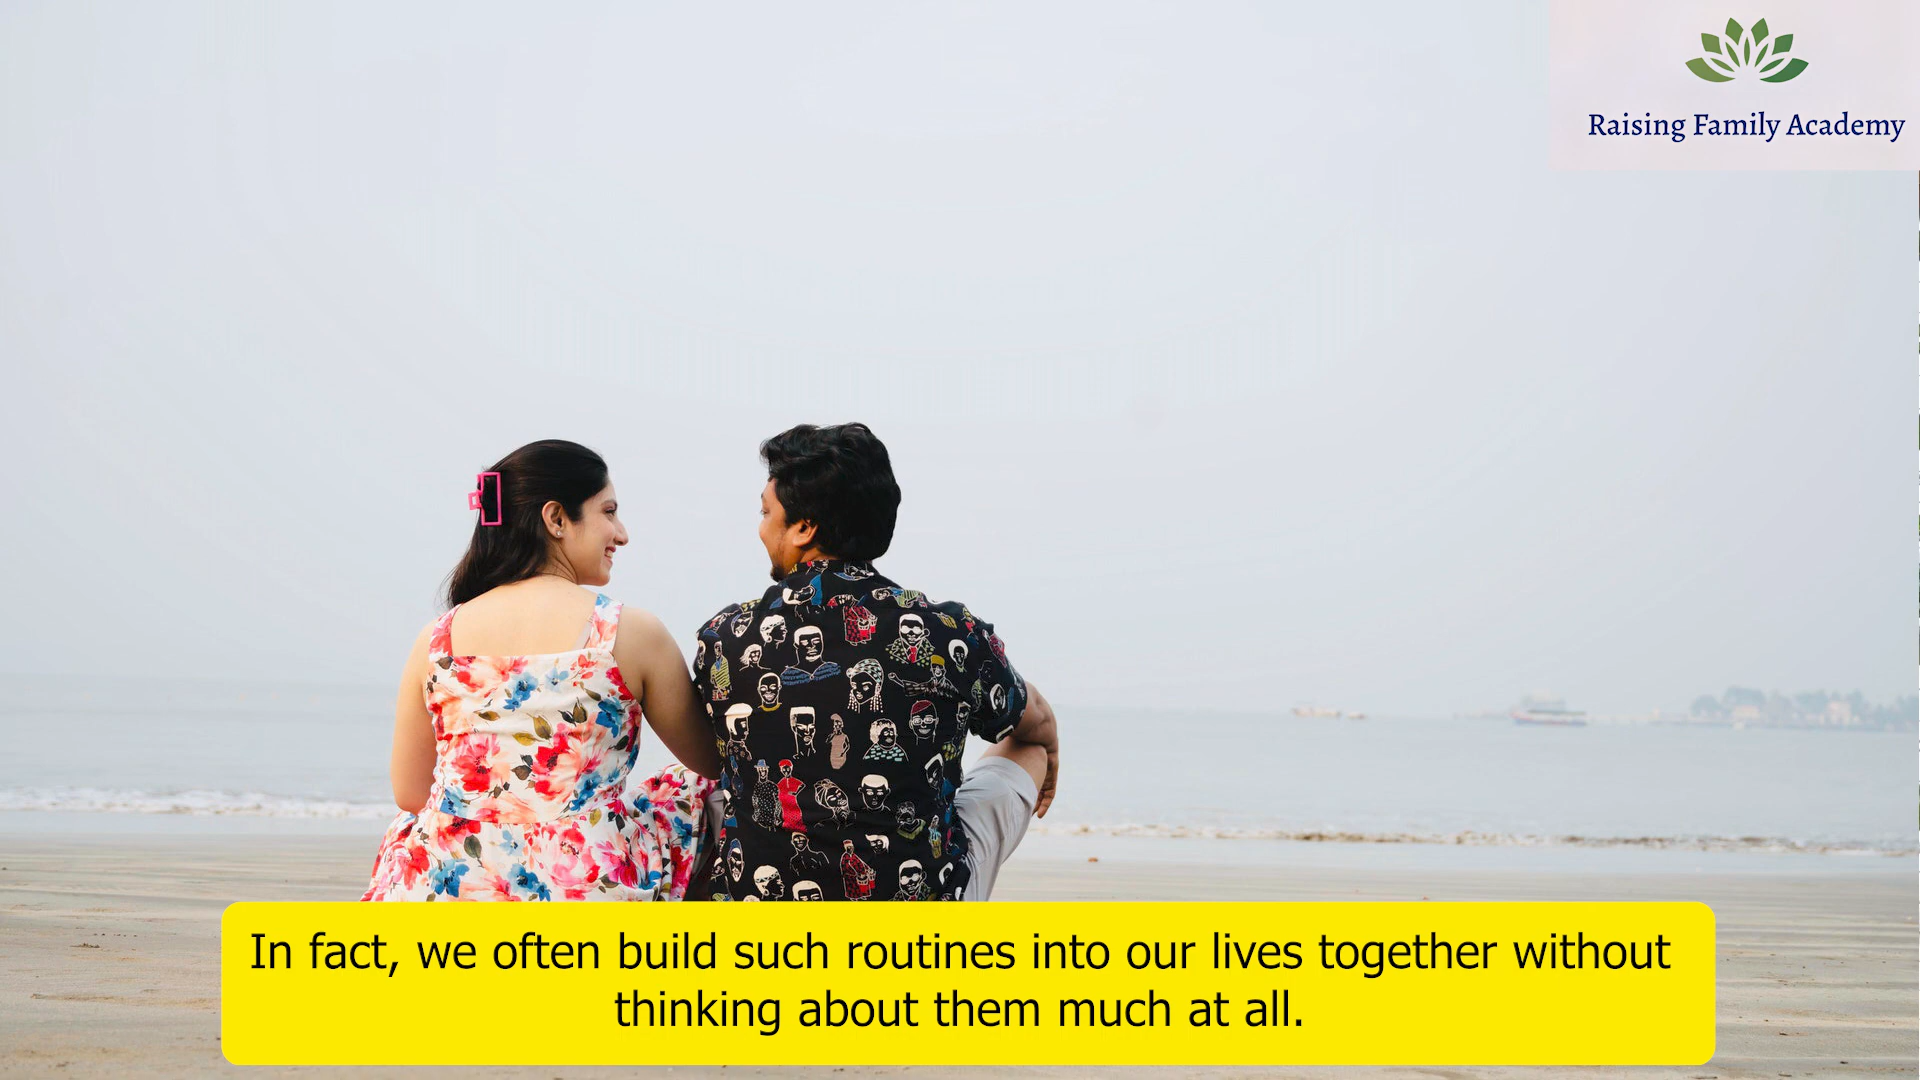 Raising Family Academy
In fact, we often build such routines into our lives together without
thinking about them much at all.